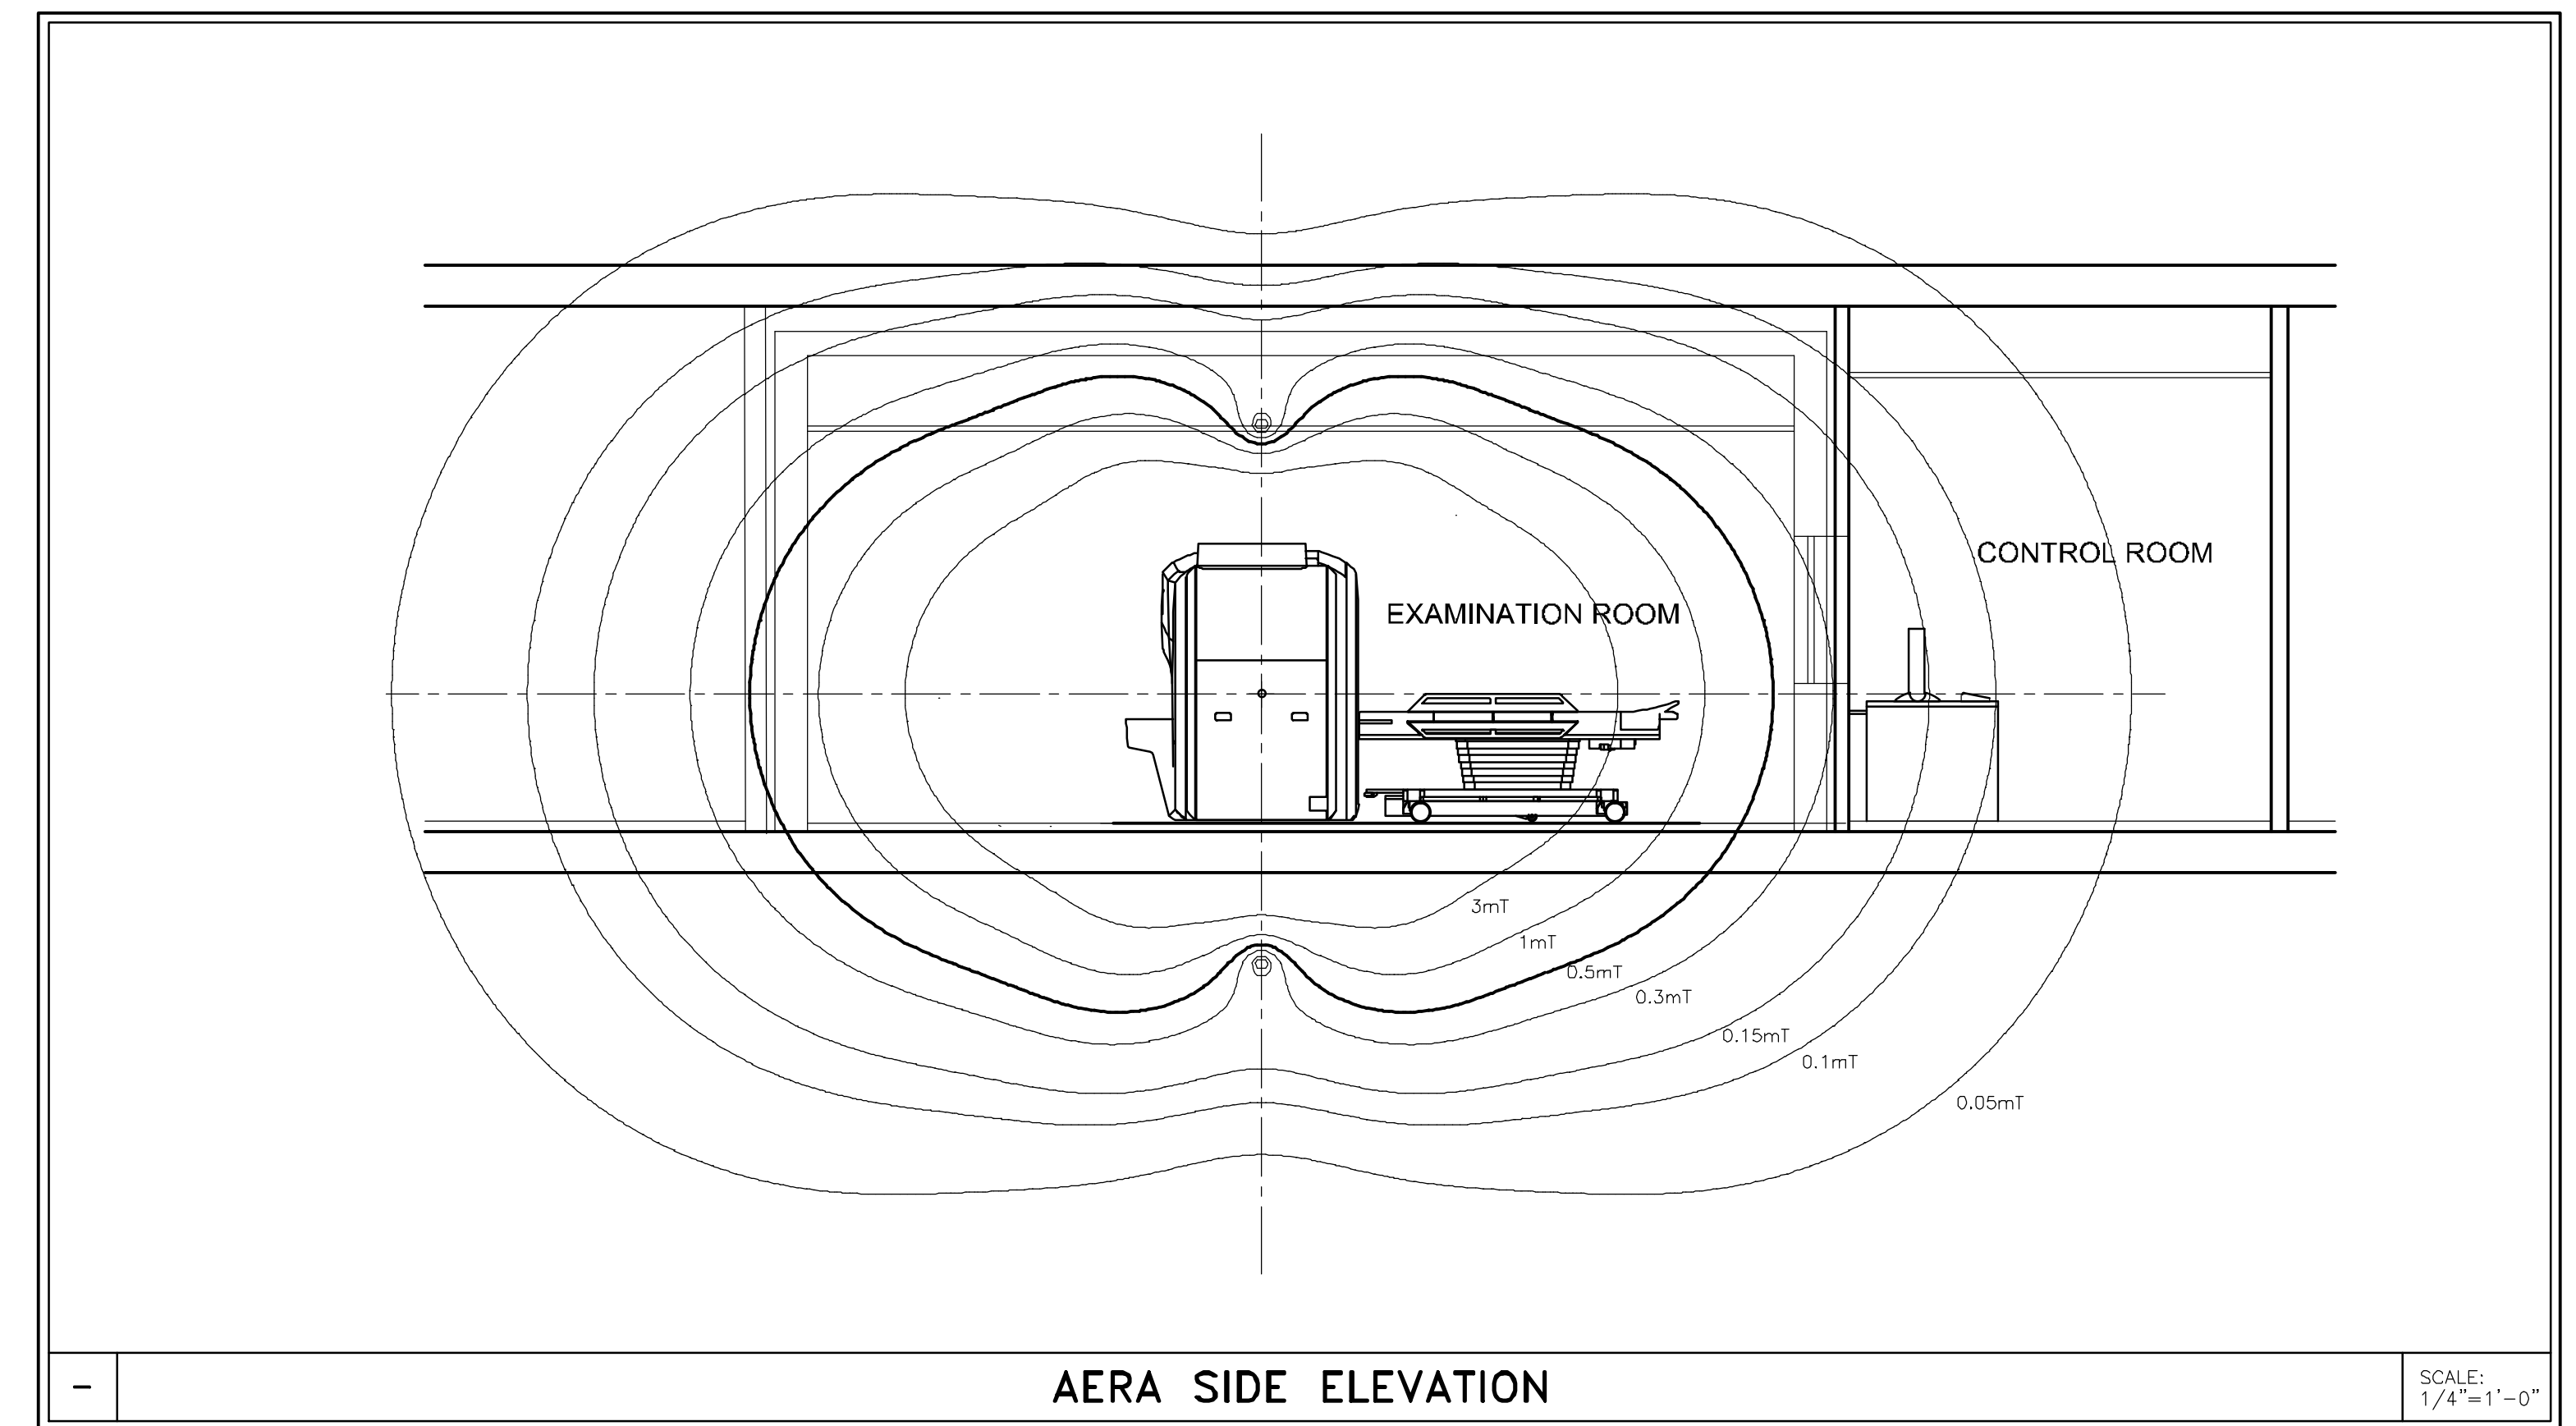 CONTROL ROOM
EXAMINATION ROOM
3mT
1mT
0.5mT
0.3mT
0.15mT
0.1mT
0.05mT
–
AERA SIDE ELEVATION
SCALE:
1/4"=1'-0"